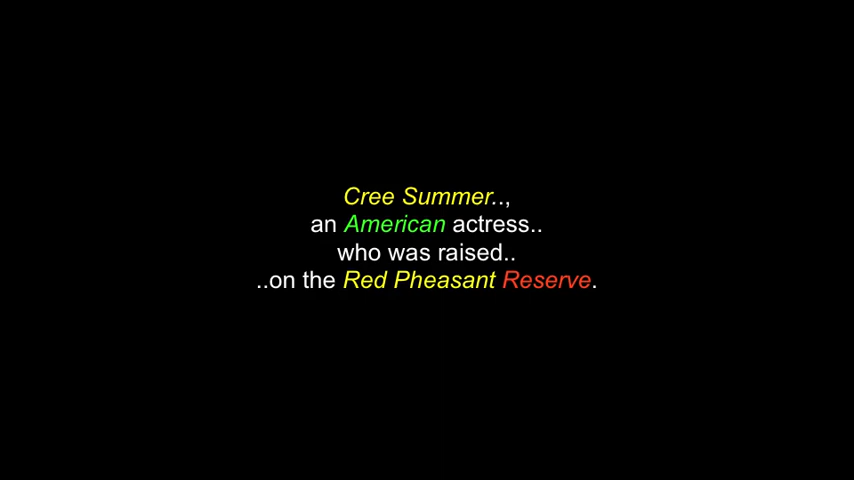 Cree Summer..,
an American actress..
who was raised..
..on the Red Pheasant Reserve.